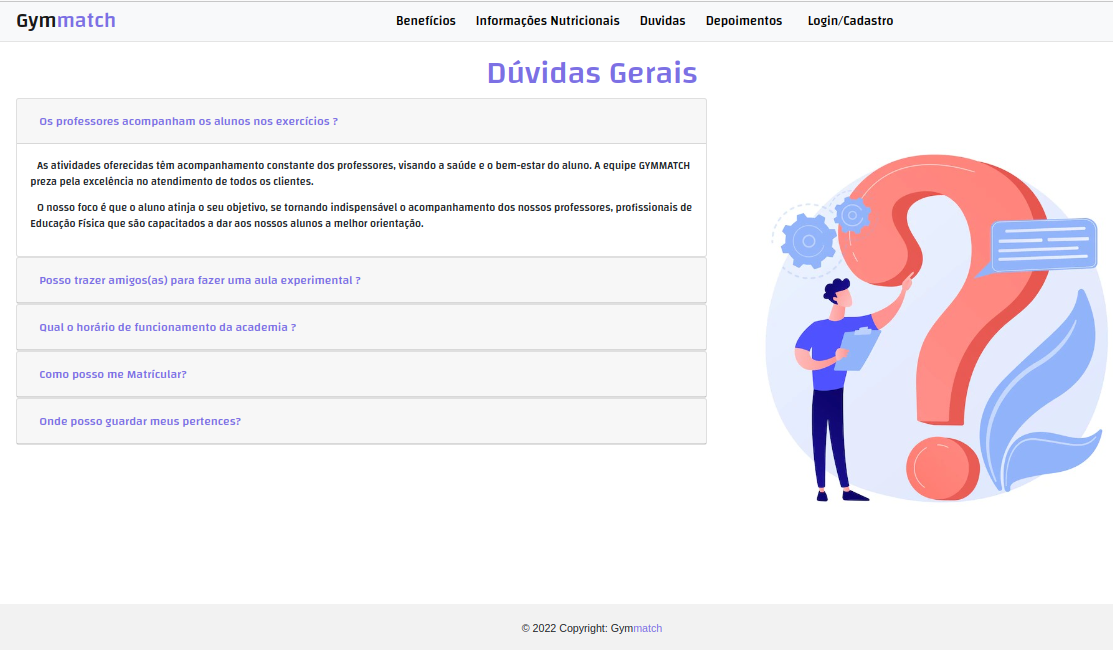 Gymmatch
Benefícios Informações Nutricionais Duvidas Depoimentos Login/Cadastro
Dúvidas Gerais
Os professores acompanham os alunos nos exercícios ?
As atividades oferecidas têm acompanhamento constante dos professores, visando a saúde e o bem-estar do aluno. A equipe GYMMATCH
preza pela excelência no atendimento de todos os clientes.
O nosso foco é que o aluno atinja o seu objetivo, se tornando indispensável o acompanhamento dos nossos professores, profissionais de
Educação Física que são capacitados a dar aos nossos alunos a melhor orientação.
Posso trazer amigos(as) para fazer uma aula experimental ?
Qual o horário de funcionamento da academia ?
Como posso me Matrícular?
Onde posso guardar meus pertences?
© 2022 Copyright: Gymmatch